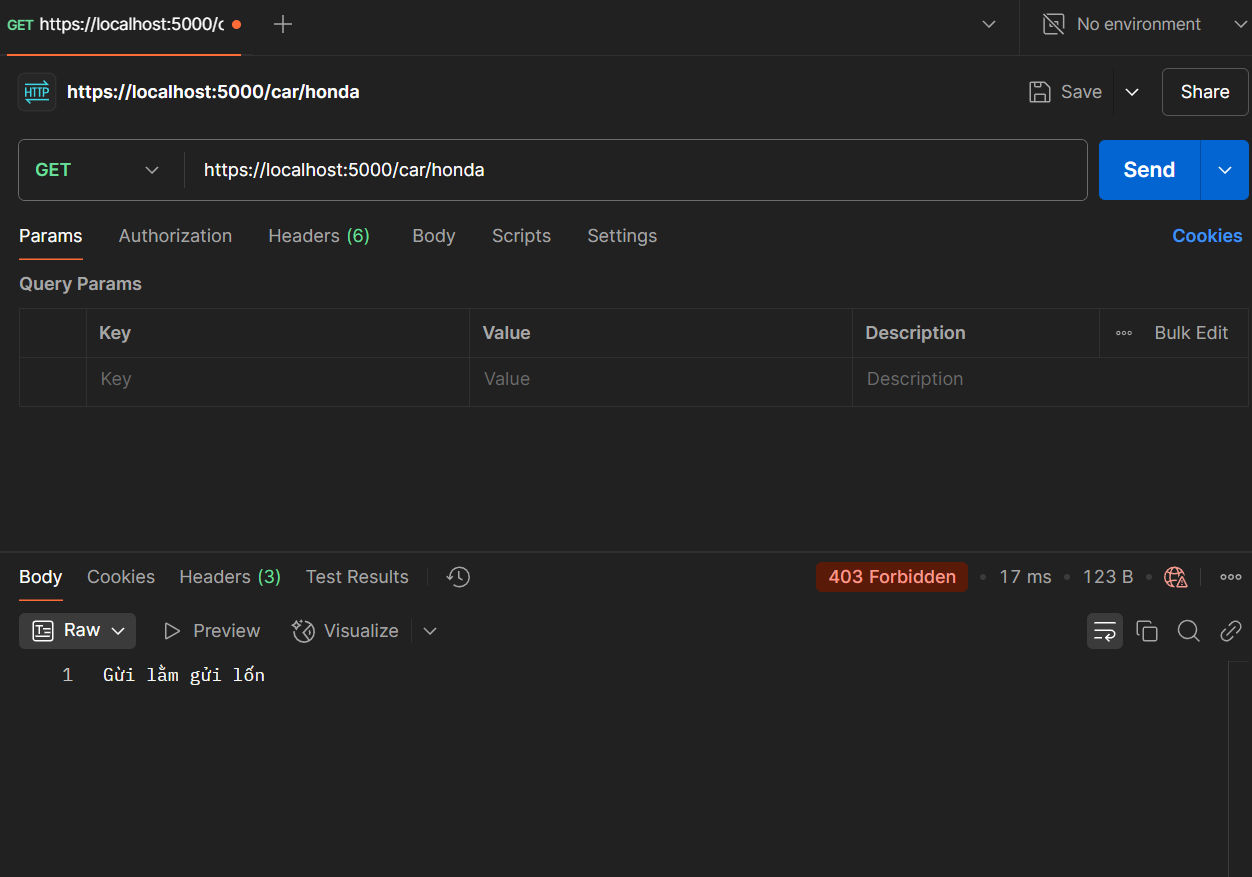 GET https://localhost:5000/c
No environment
HTTP https://localhost:5000/car/honda
Save
Share
GET
https://localhost:5000/car/honda
Send
Params Authorization Headers (6) Body Scripts Settings Cookies
Query Params
Key Value Description Bulk Edit
Key Value Description
Body Cookies Headers (3) Test Results 403 Forbidden 17 ms 123 B
Raw Preview Visualize
1 Gừi lằm gửi lốn